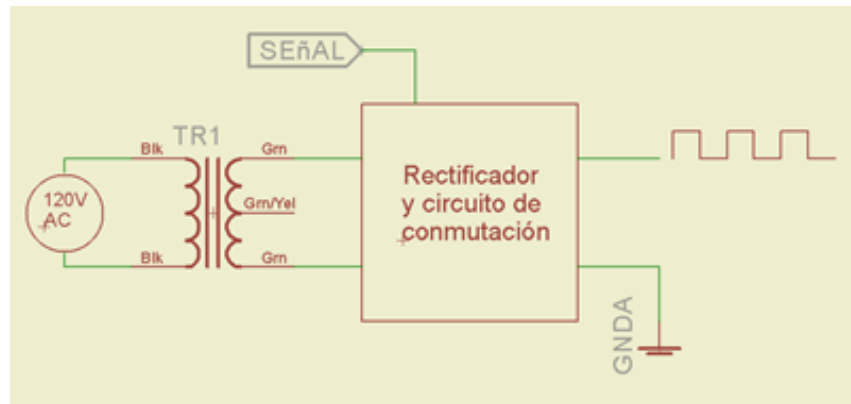 SEñAL
TR1
Blk
Grn
120V
AC
Grn/Yel
Blk
Grn
Rectificador
y circuito de
conmutación
GNDA